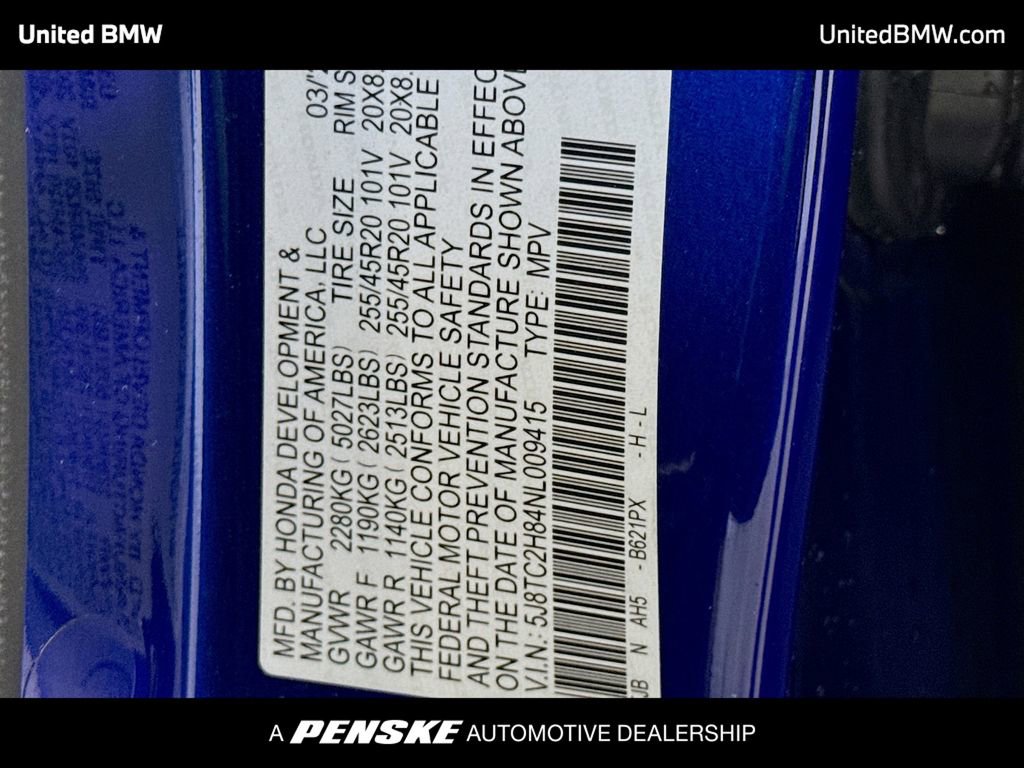 United BMW
UnitedBMW.com
MFD. BY HONDA DEVELOPMENT &
MANUFACTURING OF AMERICA, LLC 03/'2
GVWR 2280KG ( 5027LBS) TIRE SIZE RIM S
GAWR F 1190KG ( 2623LBS) 255/45R20 101V 20X8.
GAWR R 1140KG ( 2513LBS) 255/45R20 101V 20X8.
THIS VEHICLE CONFORMS TO ALL APPLICABLE
FEDERAL MOTOR VEHICLE SAFETY
AND THEFT PREVENTION STANDARDS IN EFFEC
ON THE DATE OF MANUFACTURE SHOWN ABOVE
V.I.N.: 5J8TC2H84NL009415 TYPE: MPV
JB N AH5 -B621PX -H-L
A PENSKE AUTOMOTIVE DEALERSHIP